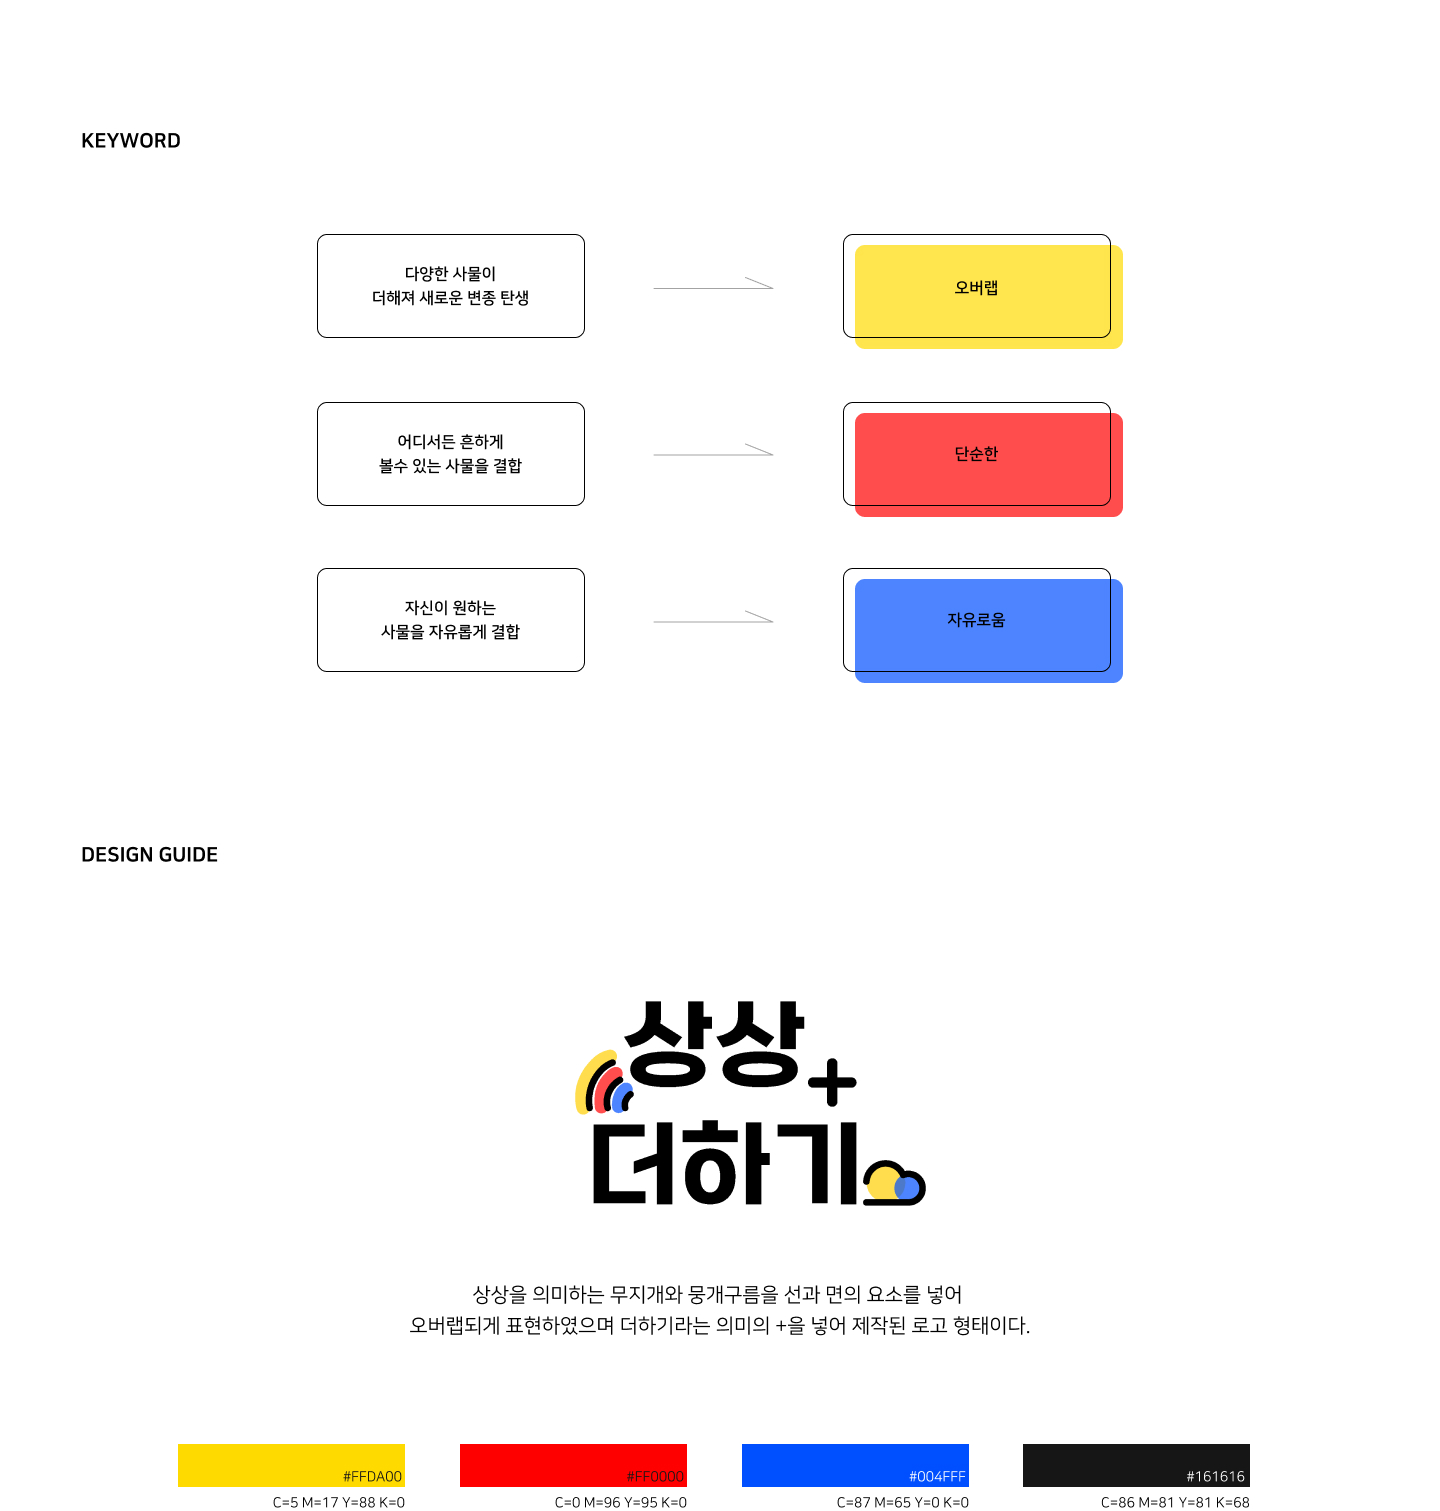 KEYWORD
다양한 사물이
더해져 새로운 변종 탄생
오버랩
어디서든 흔하게
볼수 있는 사물을 결합
단순한
자신이 원하는
사물을 자유롭게 결합
자유로움
DESIGN GUIDE
상상+
더하기
상상을 의미하는 무지개와 뭉개구름을 선과 면의 요소를 넣어
오버랩되게 표현하였으며 더하기라는 의미의 +을 넣어 제작된 로고 형태이다.
#FFDA00
C=5 M=17 Y=88 K=0
#FF0000
C=0 M=96 Y=95 K=0
#004FFF
C=87 M=65 Y=0 K=0
#161616
C=86 M=81 Y=81 K=68